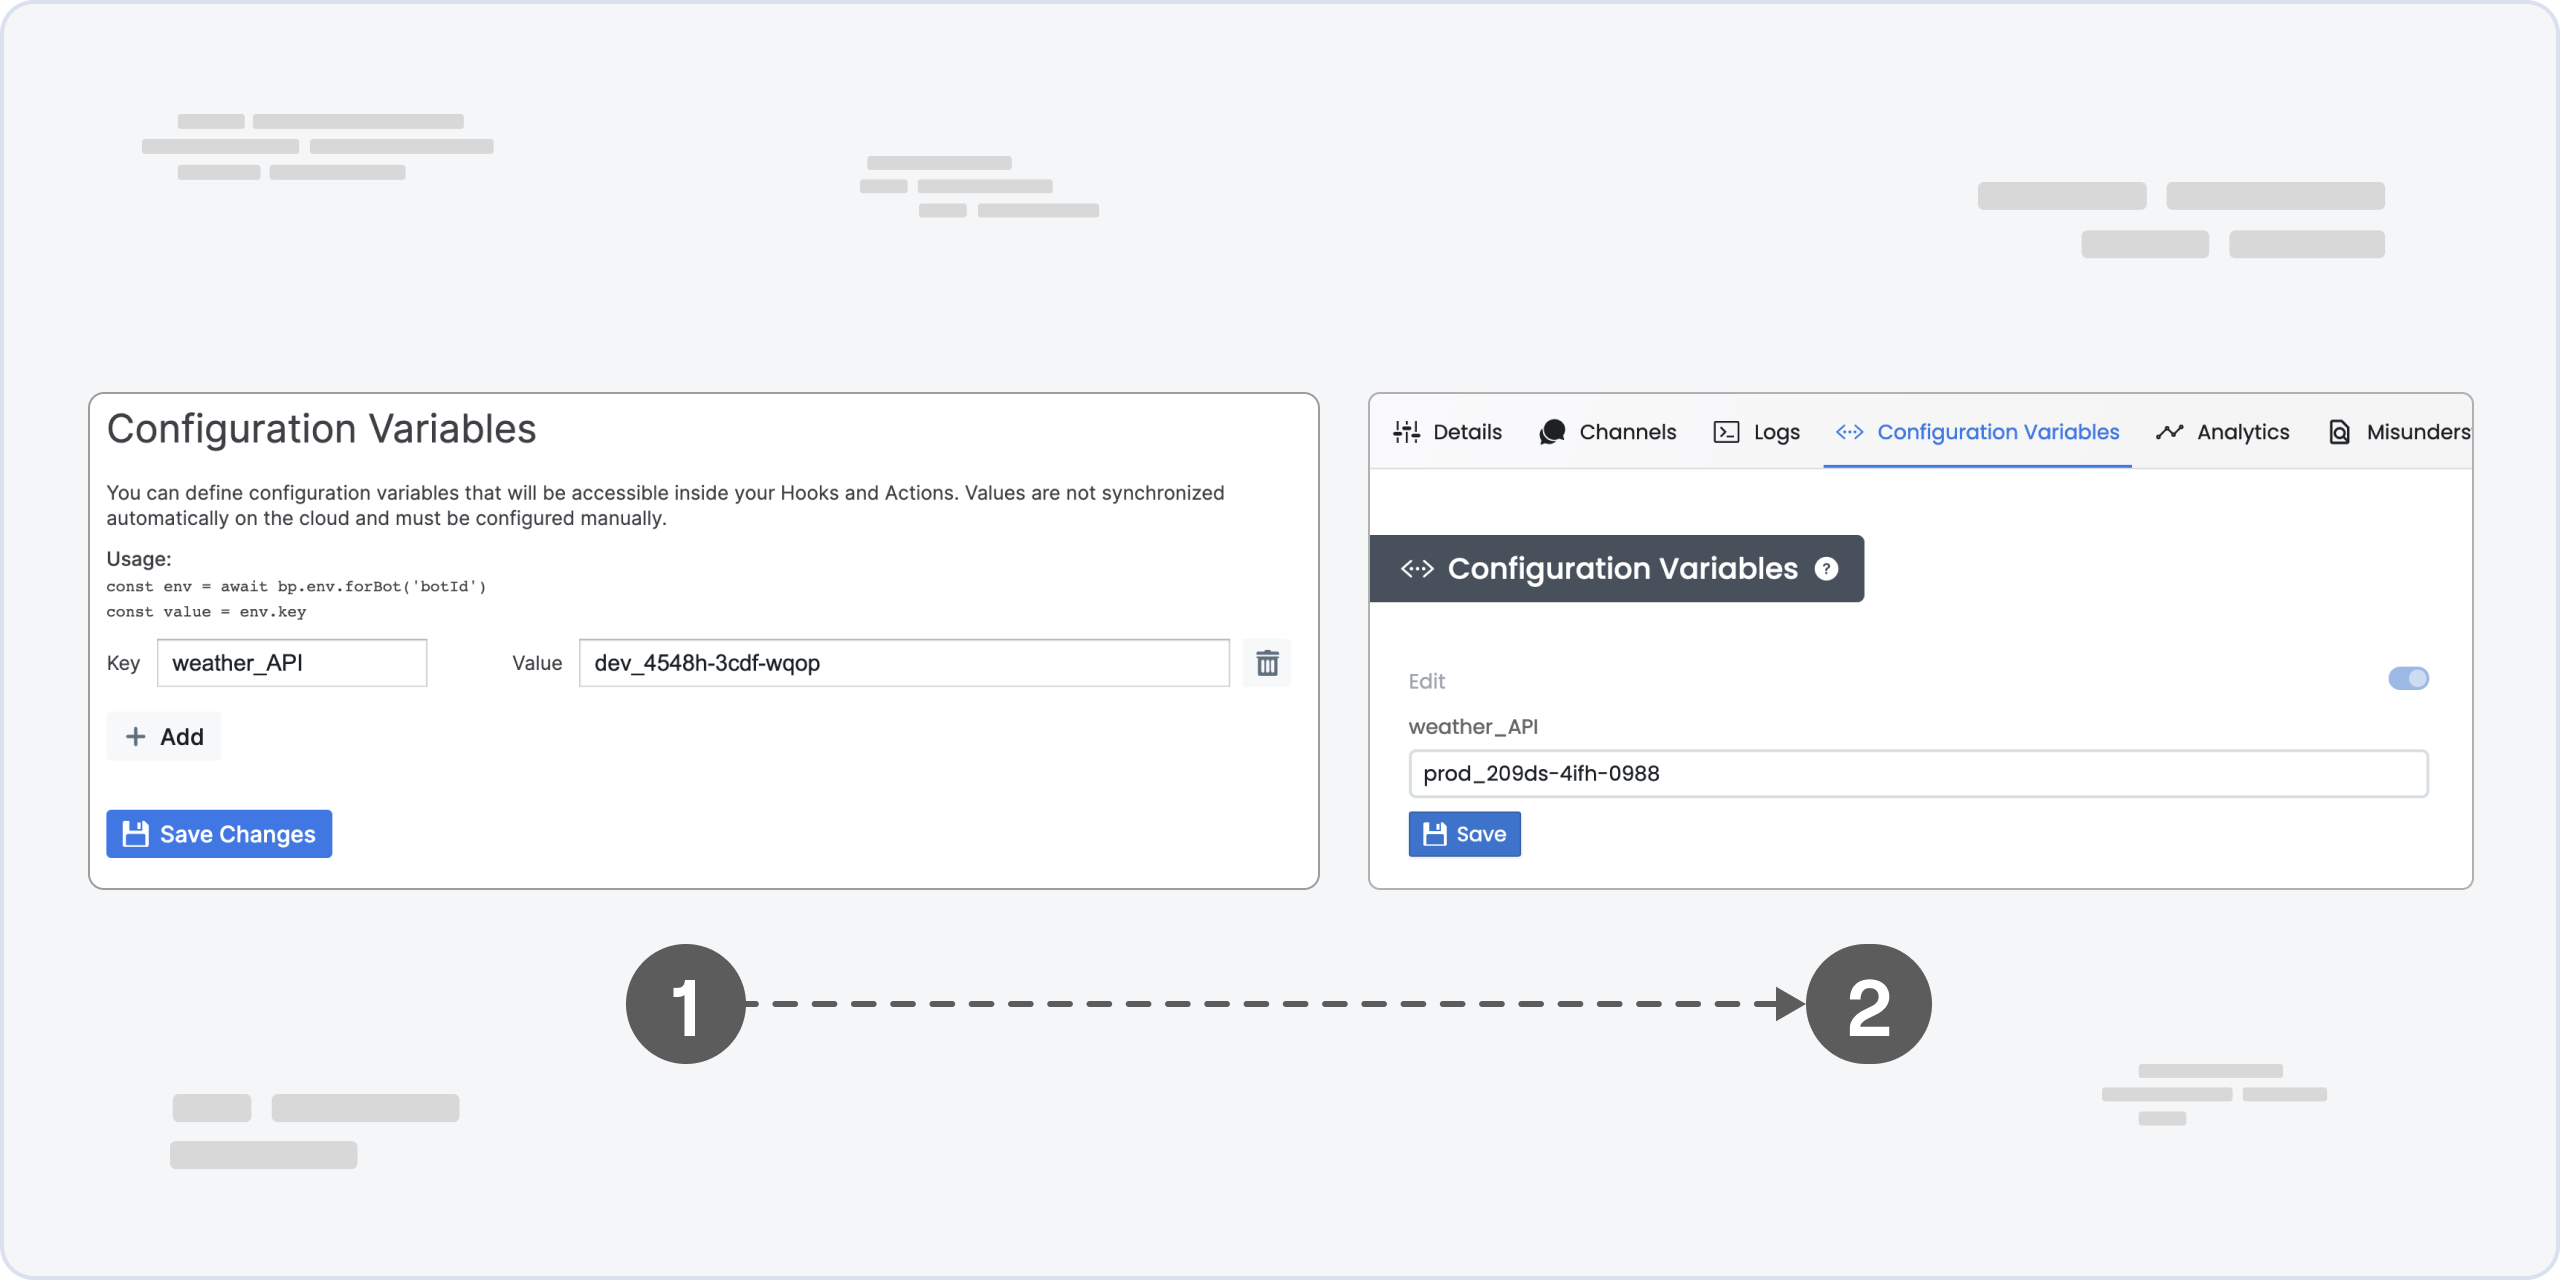 Configuration Variables
You can define configuration variables that will be accessible inside your Hooks and Actions. Values are not synchronized
automatically on the cloud and must be configured manually.
Usage:
const env = await bp.env.forBot('botId')
const value = env.key
Key weather_API Value dev_4548h-3cdf-wqop
Add
Save Changes
Details Channels Logs Configuration Variables Analytics Misunders
Configuration Variables ?
Edit
weather_API
prod_209ds-4ifh-0988
Save
1 2